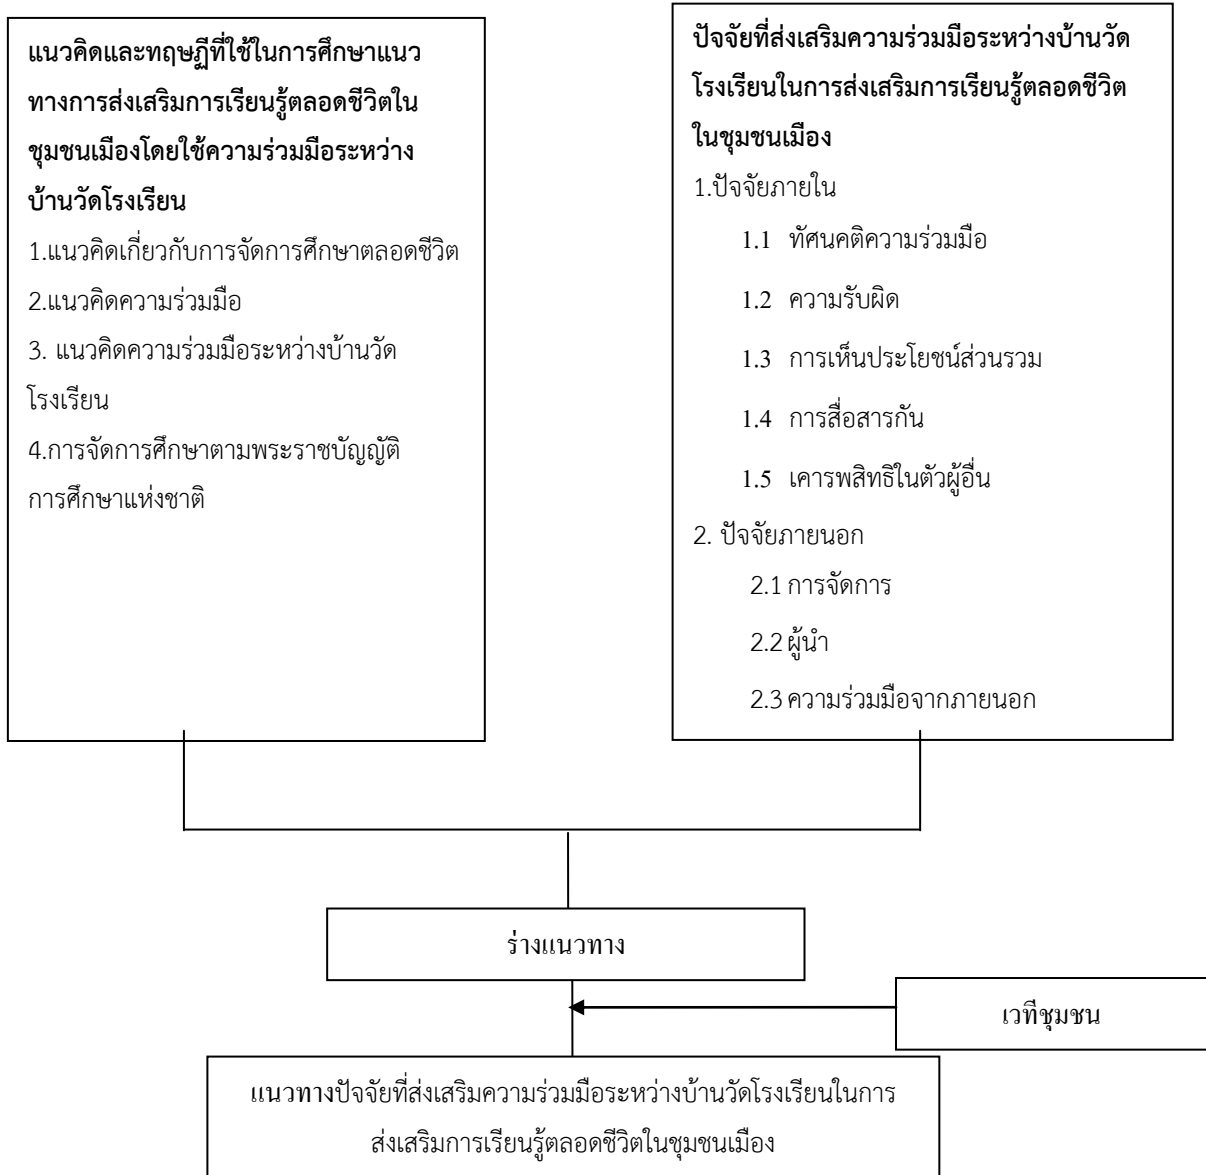 แนวคิดและทฤษฎีที่ใช้ในการศึกษาแนว
ทางการส่งเสริมการเรียนรู้ตลอดชีวิตใน
ชุมชนเมืองโดยใช้ความร่วมมือระหว่าง
บ้านวัดโรงเรียน
1.แนวคิดเกี่ยวกับการจัดการศึกษาตลอดชีวิต
2.แนวคิดความร่วมมือ
3. แนวคิดความร่วมมือระหว่างบ้านวัด
โรงเรียน
4.การจัดการศึกษาตามพระราชบัญญัติ
การศึกษาแห่งชาติ
ปัจจัยที่ส่งเสริมความร่วมมือระหว่างบ้านวัด
โรงเรียนในการส่งเสริมการเรียนรู้ตลอดชีวิต
ในชุมชนเมือง
1.ปัจจัยภายใน
1.1 ทัศนคติความร่วมมือ
1.2 ความรับผิด
1.3 การเห็นประโยชน์ส่วนรวม
1.4 การสื่อสารกัน
1.5 เคารพสิทธิในตัวผู้อื่น
2. ปัจจัยภายนอก
2.1 การจัดการ
2.2 ผู้นำ
2.3 ความร่วมมือจากภายนอก
ร่างแนวทาง
เวทีชุมชน
แนวทางปัจจัยที่ส่งเสริมความร่วมมือระหว่างบ้านวัดโรงเรียนในการ
ส่งเสริมการเรียนรู้ตลอดชีวิตในชุมชนเมือง